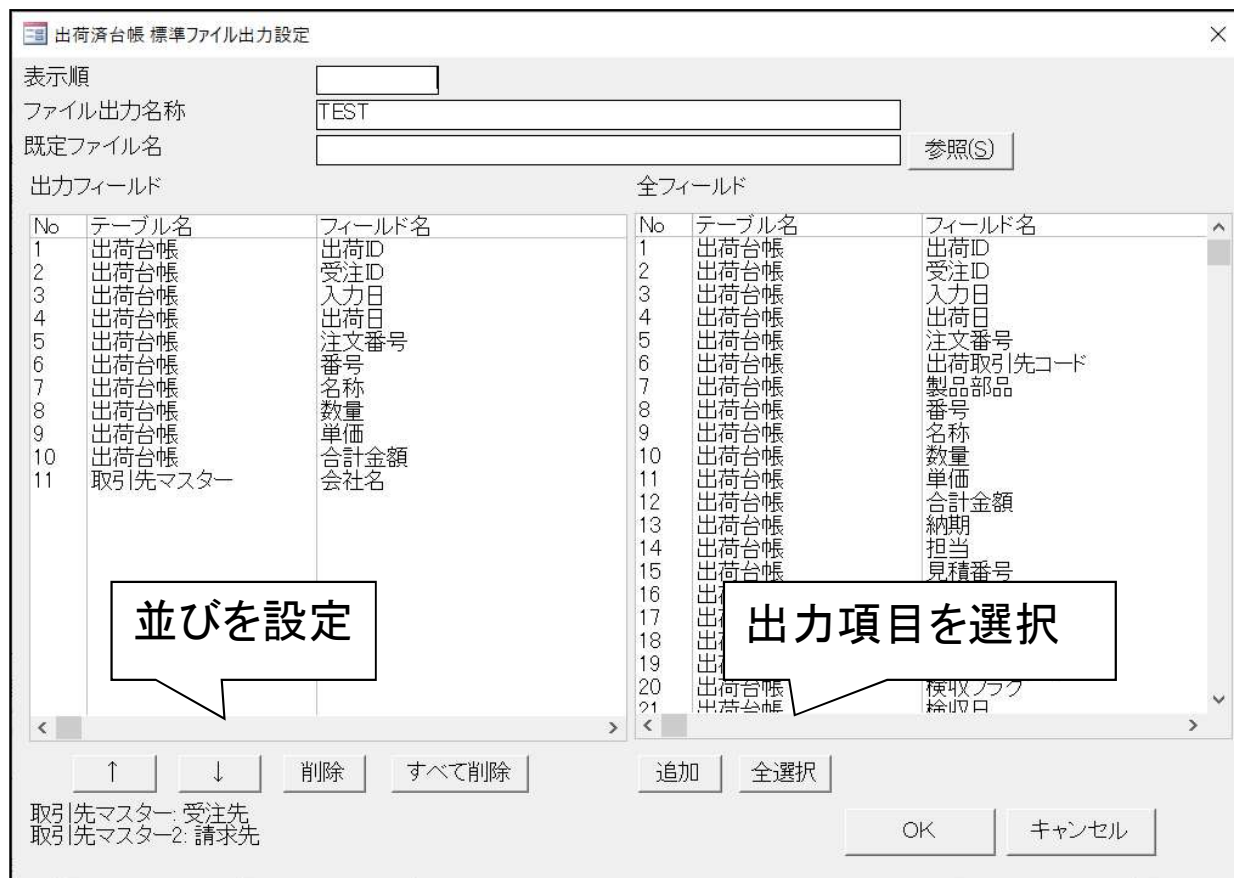 出荷済台帳 標準ファイル出力設定
表示順
ファイル出力名称 TEST
既定ファイル名 参照(S)
出力フィールド
No テーブル名 フィールド名
1 出荷台帳 出荷ID
2 出荷台帳 受注ID
3 出荷台帳 入力日
4 出荷台帳 出荷日
5 出荷台帳 注文番号
6 出荷台帳 番号
7 出荷台帳 名称
8 出荷台帳 数量
9 出荷台帳 単価
10 出荷台帳 合計金額
11 取引先マスター 会社名
並びを設定
↑ ↓ 削除 すべて削除
取引先マスター: 受注先
取引先マスター2: 請求先
全フィールド
No テーブル名 フィールド名
1 出荷台帳 出荷ID
2 出荷台帳 受注ID
3 出荷台帳 入力日
4 出荷台帳 出荷日
5 出荷台帳 注文番号
6 出荷台帳 出荷取引先コード
7 出荷台帳 製品部品
8 出荷台帳 番号
9 出荷台帳 名称
10 出荷台帳 数量
11 出荷台帳 単価
12 出荷台帳 合計金額
13 出荷台帳 納期
14 出荷台帳 担当
15 出荷台帳 見積番号
16
17
18
19
20 出荷台帳 検収フラグ
21 出荷台帳 検収日
出力項目を選択
追加 全選択
OK キャンセル